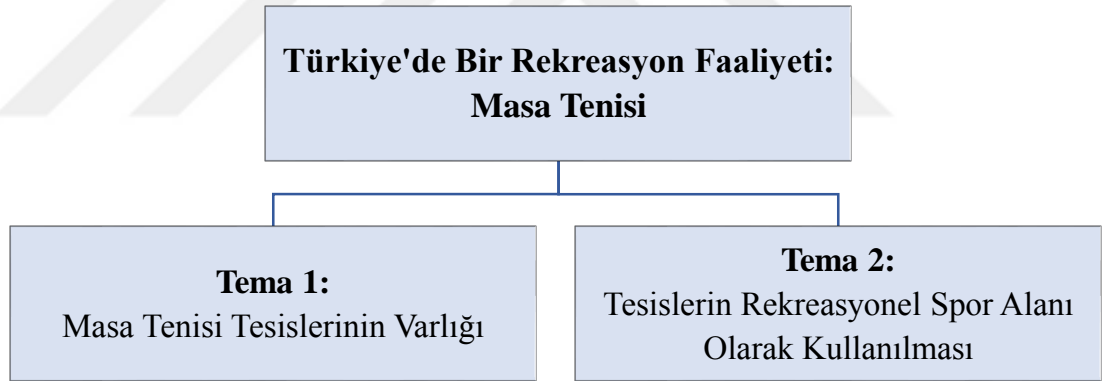 Türkiye'de Bir Rekreasyon Faaliyeti:
Masa Tenisi
Tema 1:
Masa Tenisi Tesislerinin Varlığı
Tema 2:
Tesislerin Rekreasyonel Spor Alanı
Olarak Kullanılması